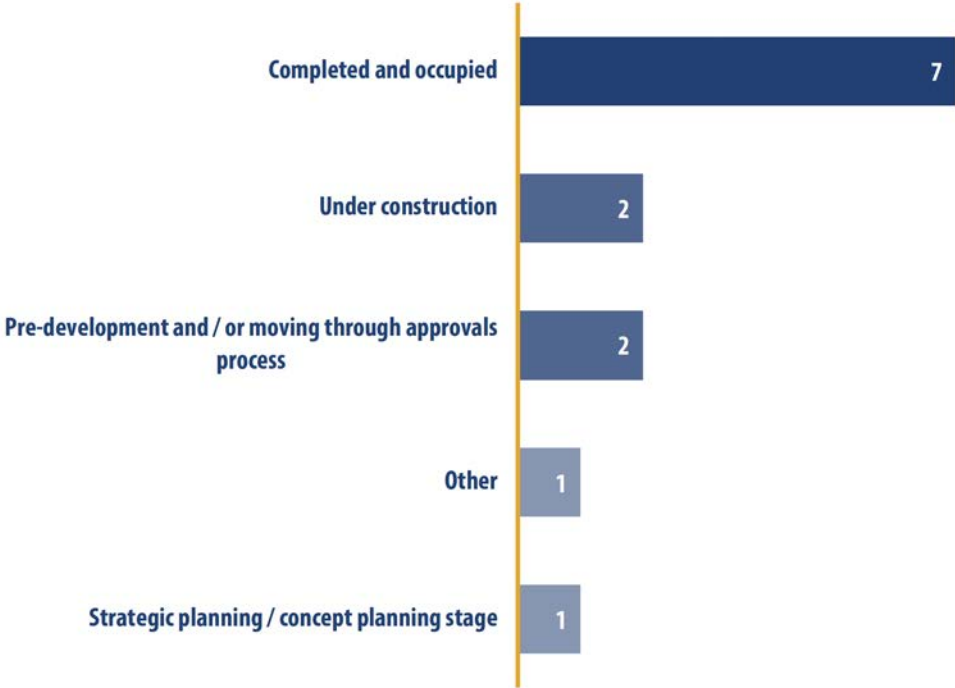 Completed and occupied
7
Under construction
2
Pre-development and / or moving through approvals
process
2
Other
1
Strategic planning / concept planning stage
1